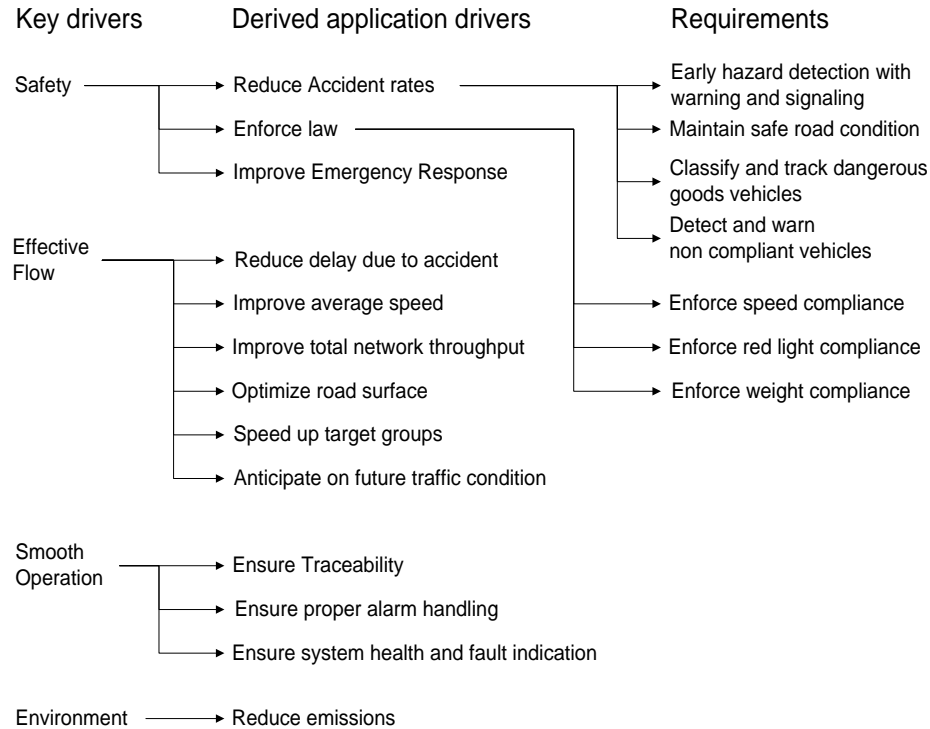 Key drivers
Derived application drivers
Requirements
Safety
Reduce Accident rates
Early hazard detection with
warning and signaling
Enforce law
Maintain safe road condition
Improve Emergency Response
Classify and track dangerous
goods vehicles
Detect and warn
non compliant vehicles
Effective
Flow
Reduce delay due to accident
Improve average speed
Enforce speed compliance
Improve total network throughput
Enforce red light compliance
Optimize road surface
Enforce weight compliance
Speed up target groups
Anticipate on future traffic condition
Smooth
Operation
Ensure Traceability
Ensure proper alarm handling
Ensure system health and fault indication
Environment
Reduce emissions